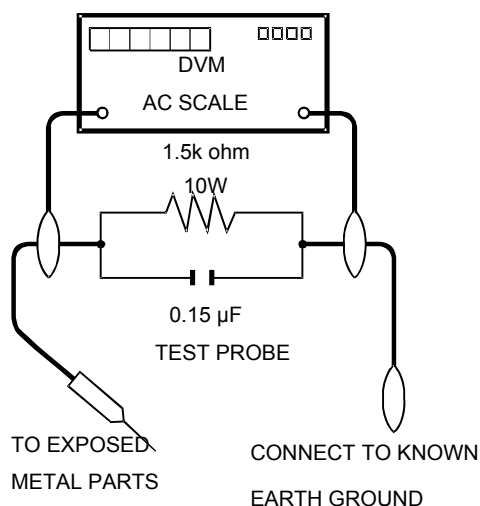 DVM
AC SCALE
1.5k ohm
10W
0.15 µF
TEST PROBE
TO EXPOSED
METAL PARTS
CONNECT TO KNOWN
EARTH GROUND